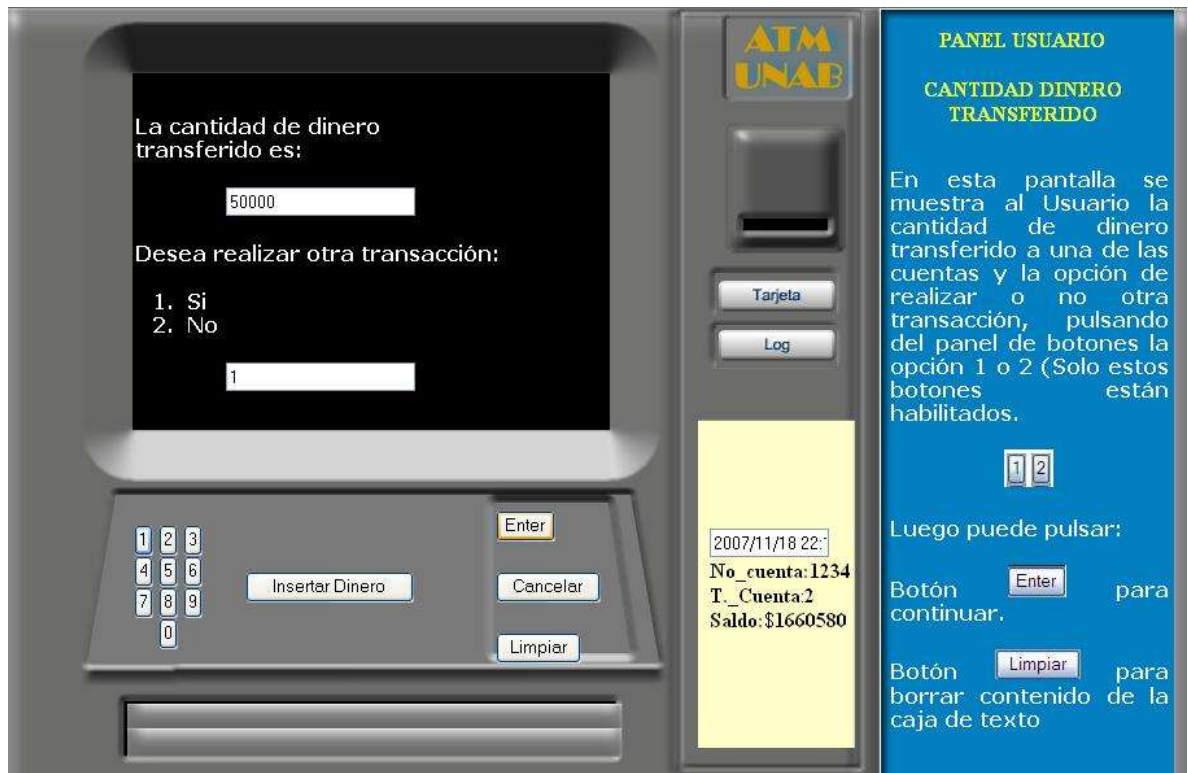 La cantidad de dinero
transferido es:
50000
Desea realizar otra transacción:
1. Si
2. No
1
1 2 3
4 5 6
7 8 9
0
Insertar Dinero
Enter
Cancelar
Limpiar
ATM
UNAB
Tarjeta
Log
2007/11/18 22:
No_cuenta:1234
T._Cuenta:2
Saldo:$1660580
PANEL USUARIO
CANTIDAD DINERO
TRANSFERIDO
En esta pantalla se
muestra al Usuario la
cantidad de dinero
transferido a una de las
cuentas y la opción de
realizar o no otra
transacción, pulsando
del panel de botones la
opción 1 o 2 (Solo estos
botones están
habilitados.
1 2
Luego puede pulsar:
Botón Enter para
continuar.
Botón Limpiar para
borrar contenido de la
caja de texto